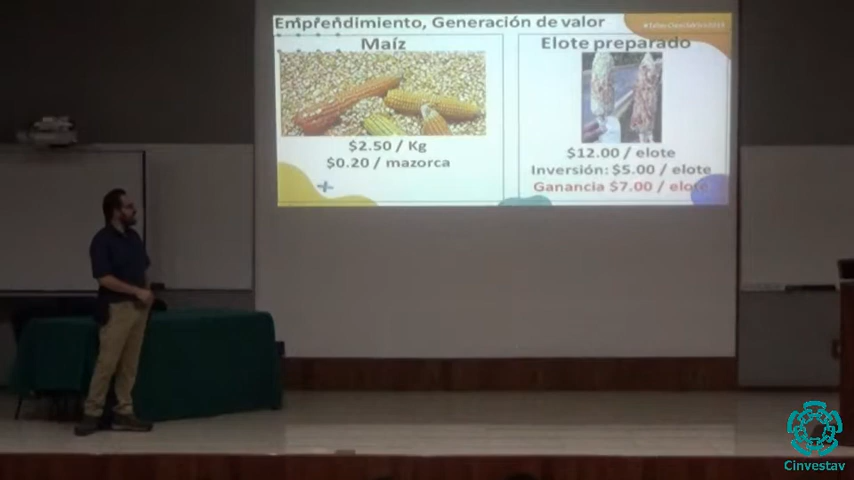 Emprendimiento, Generación de valor
Maíz
$2.50 / Kg
$0.20 / mazorca
Elote preparado
$12.00 / elote
Inversión: $5.00 / elote
Ganancia $7.00 / elote
Cinvestav